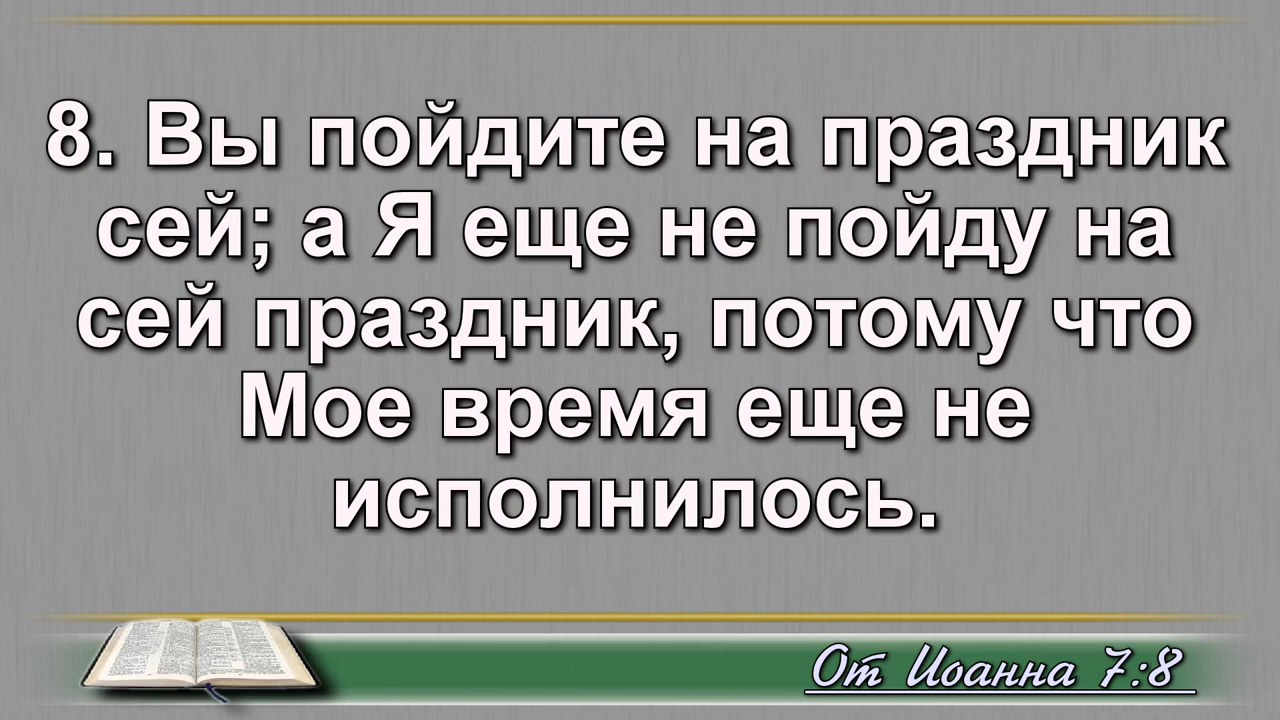 8. Вы пойдите на праздник
сей; а Я еще не пойду на
сей праздник, потому что
Мое время еще не
исполнилось.
От Иоанна 7:8